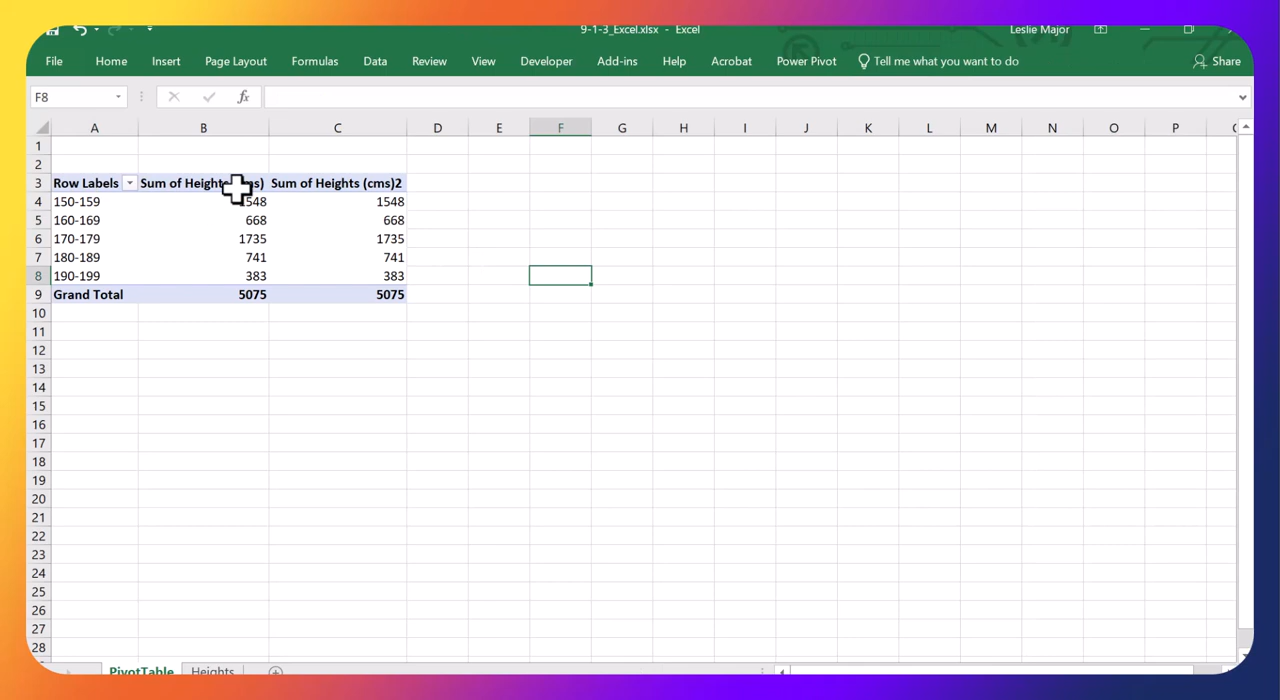 9-1-3_Excel.xlsx - Excel Leslie Major
File Home Insert Page Layout Formulas Data Review View Developer Add-ins Help Acrobat Power Pivot Tell me what you want to do Share
F8 fx
A B C D E F G H I J K L M N O P
1
2
3 Row Labels Sum of Heights (cms) Sum of Heights (cms)2
4 150-159 1548 1548
5 160-169 668 668
6 170-179 1735 1735
7 180-189 741 741
8 190-199 383 383
9 Grand Total 5075 5075
10
11
12
13
14
15
16
17
18
19
20
21
22
23
24
25
26
27
28
PivotTable Heights